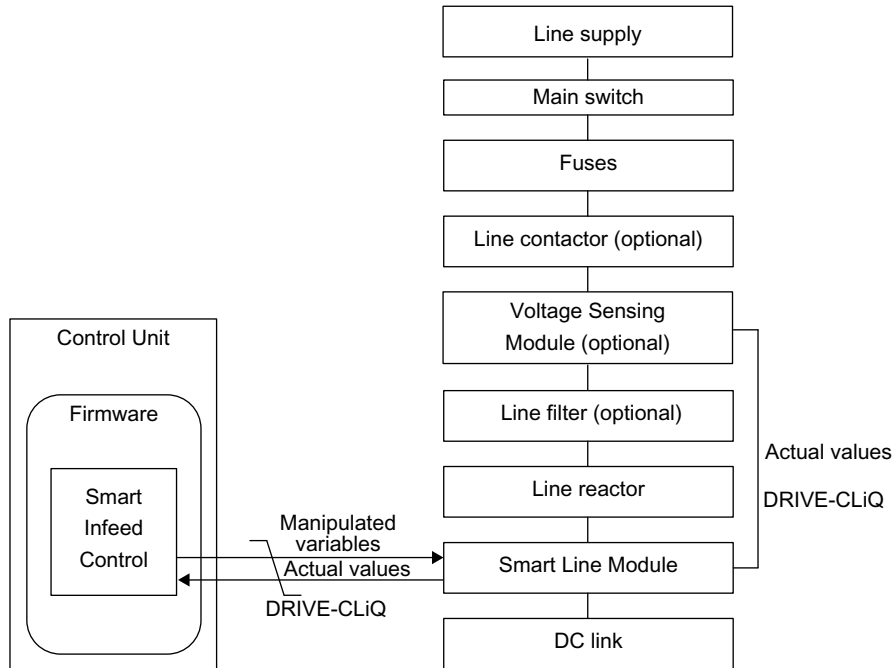 Line supply
Main switch
Fuses
Line contactor (optional)
Voltage Sensing
Module (optional)
Line filter (optional)
Line reactor
Smart Line Module
DC link
Actual values
DRIVE-CLiQ
Control Unit
Firmware
Smart
Infeed
Control
Manipulated
variables
Actual values
DRIVE-CLiQ